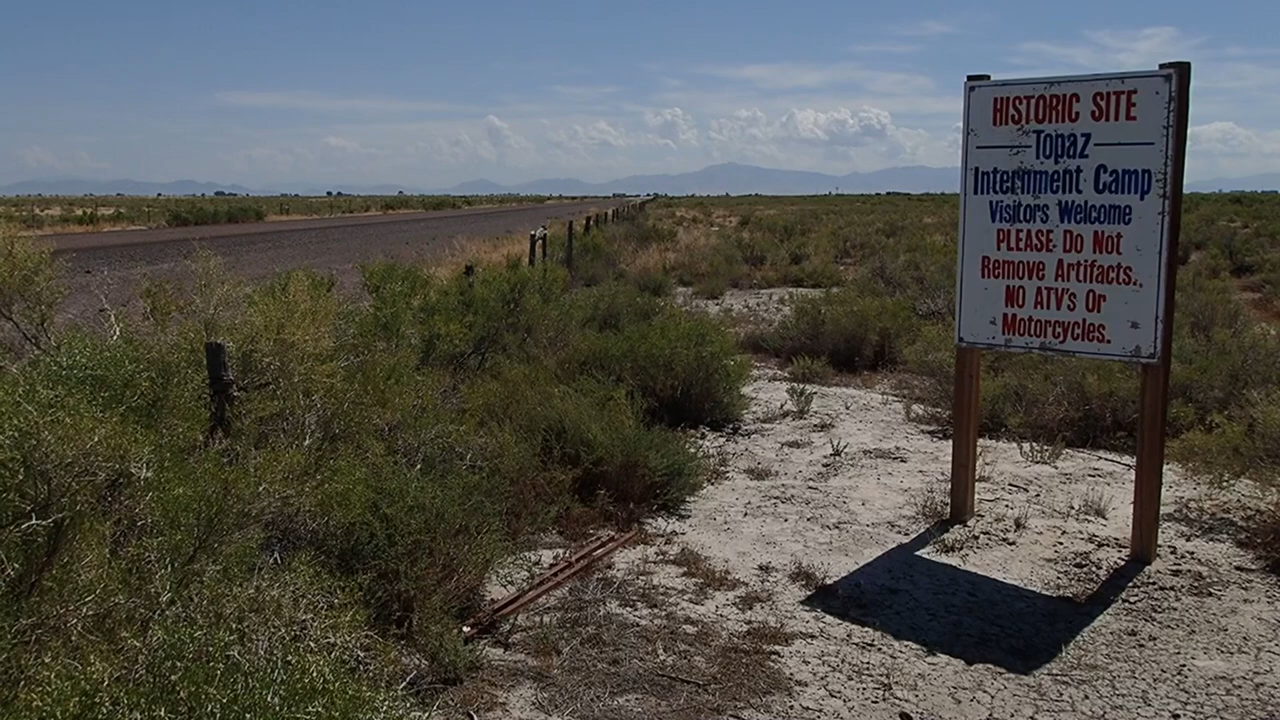 HISTORIC SITE
Topaz
Internment Camp
Visitors Welcome
PLEASE Do Not
Remove Artifacts.
NO ATV's Or
Motorcycles.